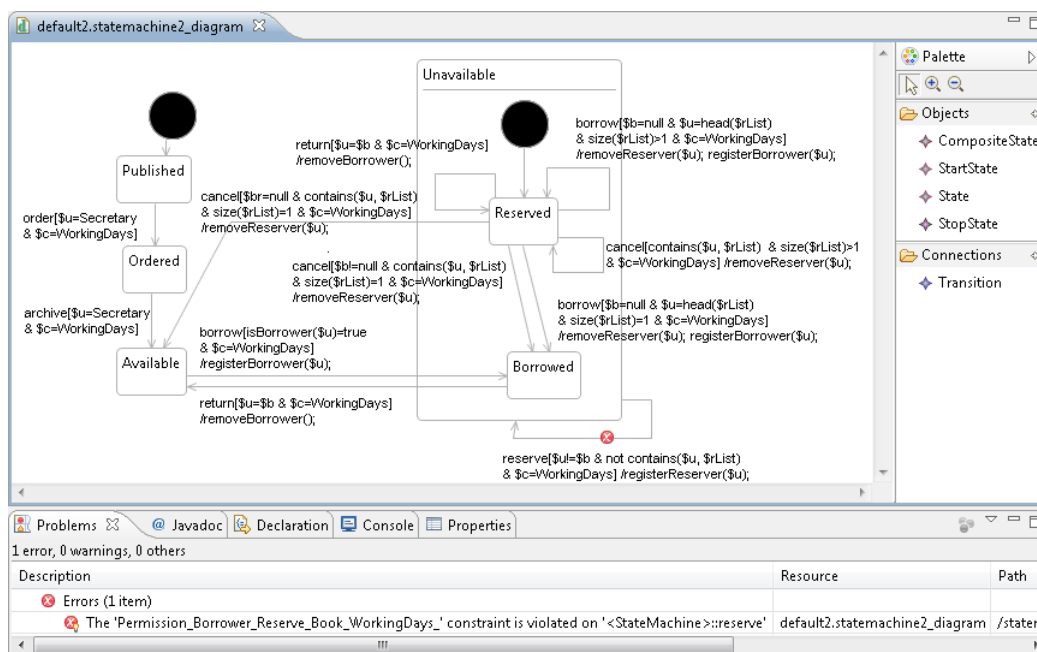 default2.statemachine2_diagram
Unavailable
Palette
Objects
CompositeState
StartState
State
StopState
Connections
Transition
borrow[$b=null & $u=head($rList)
& size($rList)>1 & $c=WorkingDays]
/removeReserver($u); registerBorrower($u);
return[$u=$b & $c=WorkingDays]
/removeBorrower();
Published
cancel[$br=null & contains($u, $rList)
& size($rList)=1 & $c=WorkingDays]
/removeReserver($u);
Reserved
order[$u=Secretary
& $c=WorkingDays]
Ordered
cancel[contains($u, $rList) & size($rList)>1
& $c=WorkingDays] /removeReserver($u);
cancel[$b!=null & contains($u, $rList)
& size($rList)=1 & $c=WorkingDays]
/removeReserver($u);
archive[$u=Secretary
& $c=WorkingDays]
borrow[$b=null & $u=head($rList)
& size($rList)=1 & $c=WorkingDays]
/removeReserver($u); registerBorrower($u);
borrow[isBorrower($u)=true
& $c=WorkingDays]
/registerBorrower($u);
Available
Borrowed
return[$u=$b & $c=WorkingDays]
/removeBorrower();
reserve[$u!=$b & not contains($u, $rList)
& $c=WorkingDays] /registerReserver($u);
Problems
Javadoc
Declaration
Console
Properties
1 error, 0 warnings, 0 others
Description
Resource
Path
Errors (1 item)
The 'Permission_Borrower_Reserve_Book_WorkingDays_' constraint is violated on '<StateMachine>::reserve'
default2.statemachine2_diagram
/stater